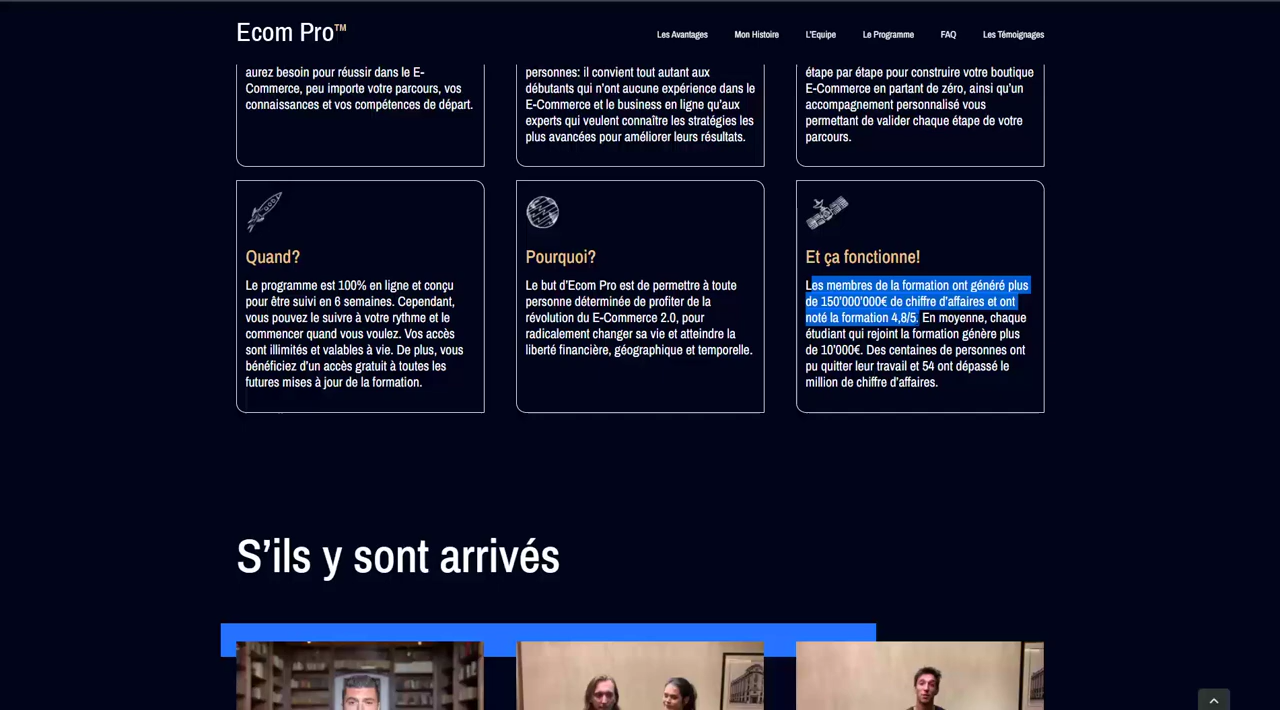 Ecom Pro™
Les Avantages
Mon Histoire
L'Equipe
Le Programme
FAQ
Les Témoignages
aurez besoin pour réussir dans le E-
Commerce, peu importe votre parcours, vos
connaissances et vos compétences de départ.
personnes: il convient tout autant aux
débutants qui n'ont aucune expérience dans le
E-Commerce et le business en ligne qu'aux
experts qui veulent connaître les stratégies les
plus avancées pour améliorer leurs résultats.
étape par étape pour construire votre boutique
E-Commerce en partant de zéro, ainsi qu'un
accompagnement personnalisé vous
permettant de valider chaque étape de votre
parcours.
Quand?
Le programme est 100% en ligne et conçu
pour être suivi en 6 semaines. Cependant,
vous pouvez le suivre à votre rythme et le
commencer quand vous voulez. Vos accès
sont illimités et valables à vie. De plus, vous
bénéficiez d'un accès gratuit à toutes les
futures mises à jour de la formation.
Pourquoi?
Le but d'Ecom Pro est de permettre à toute
personne déterminée de profiter de la
révolution du E-Commerce 2.0, pour
radicalement changer sa vie et atteindre la
liberté financière, géographique et temporelle.
Et ça fonctionne!
Les membres de la formation ont généré plus
de 150'000'000€ de chiffre d'affaires et ont
noté la formation 4,8/5. En moyenne, chaque
étudiant qui rejoint la formation génère plus
de 10'000€. Des centaines de personnes ont
pu quitter leur travail et 54 ont dépassé le
million de chiffre d'affaires.
S'ils y sont arrivés